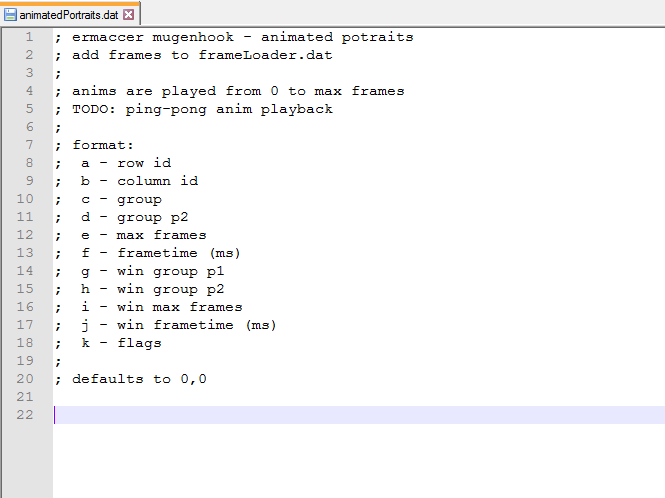 animatedPortraits.dat
1 ; ermaccer mugenhook - animated potraits
2 ; add frames to frameLoader.dat
3 ;
4 ; anims are played from 0 to max frames
5 ; TODO: ping-pong anim playback
6 ;
7 ; format:
8 ;  a - row id
9 ;  b - column id
10 ;  c - group
11 ;  d - group p2
12 ;  e - max frames
13 ;  f - frametime (ms)
14 ;  g - win group p1
15 ;  h - win group p2
16 ;  i - win max frames
17 ;  j - win frametime (ms)
18 ;  k - flags
19 ;
20 ; defaults to 0,0
21
22